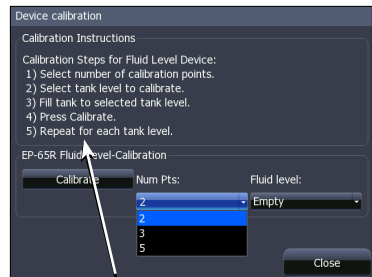 Device calibration
Calibration Instructions
Calibration Steps for Fluid Level Device:
1) Select number of calibration points.
2) Select tank level to calibrate.
3) Fill tank to selected tank level.
4) Press Calibrate.
5) Repeat for each tank level.
EP-65R Fluid Level-Calibration
Calibrate Num Pts: Fluid level:
2 Empty
2
3
5
Close